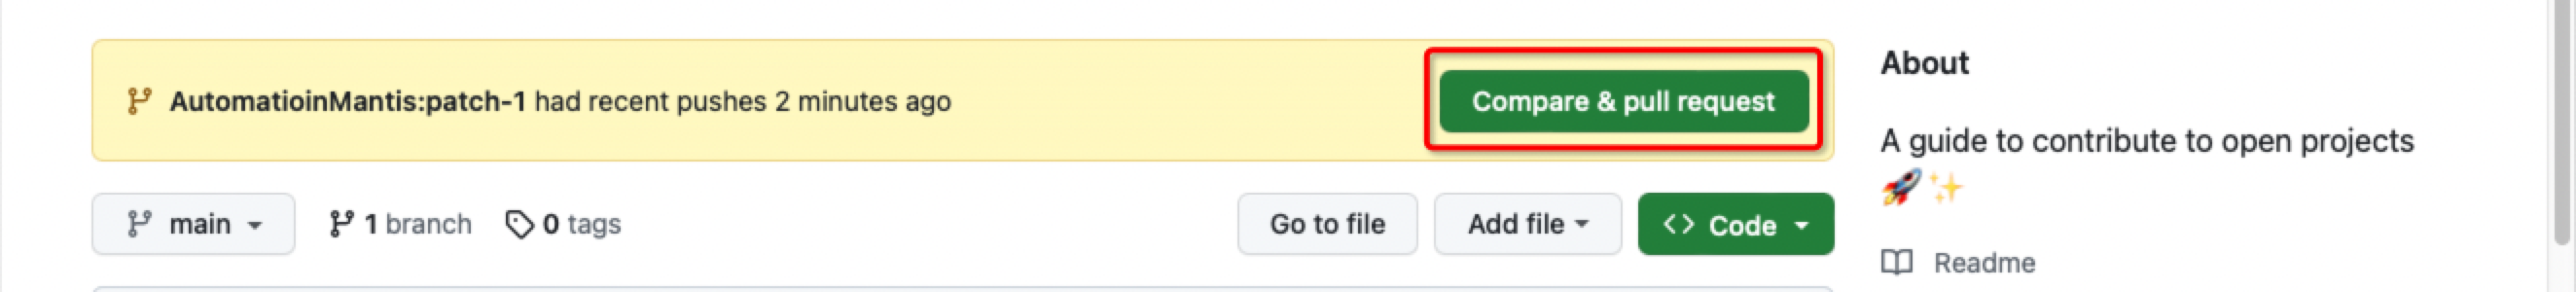 AutomatioinMantis:patch-1 had recent pushes 2 minutes ago
Compare & pull request
main
1 branch
0 tags
Go to file
Add file
Code
About
A guide to contribute to open projects
🚀✨
Readme